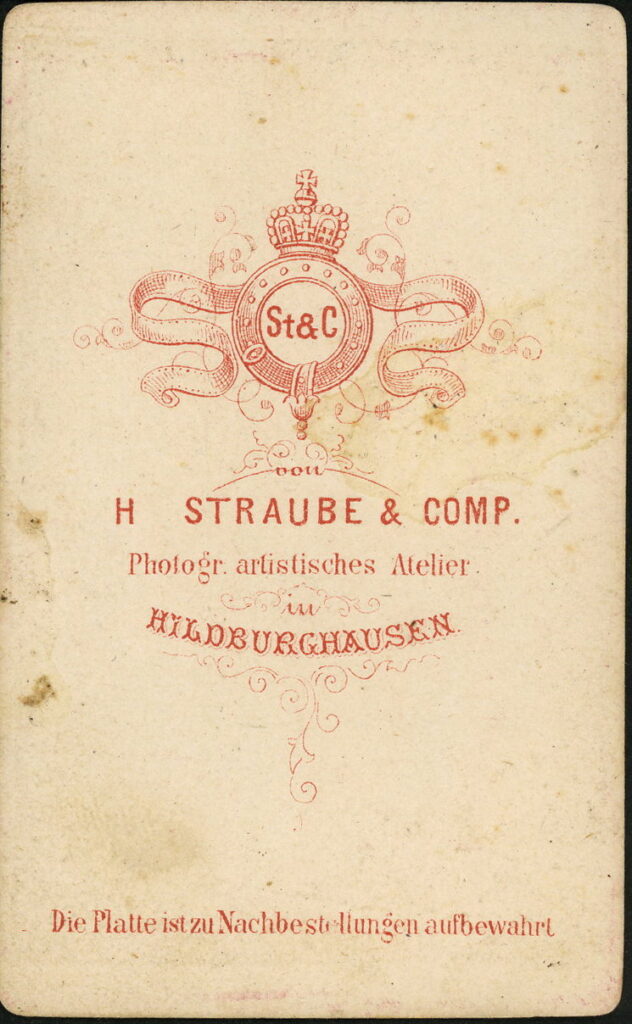 St&C
von
H STRAUBE & COMP.
Photogr. artistisches Atelier.
in
HILDBURGHAUSEN.
Die Platte ist zu Nachbestellungen aufbewahrt